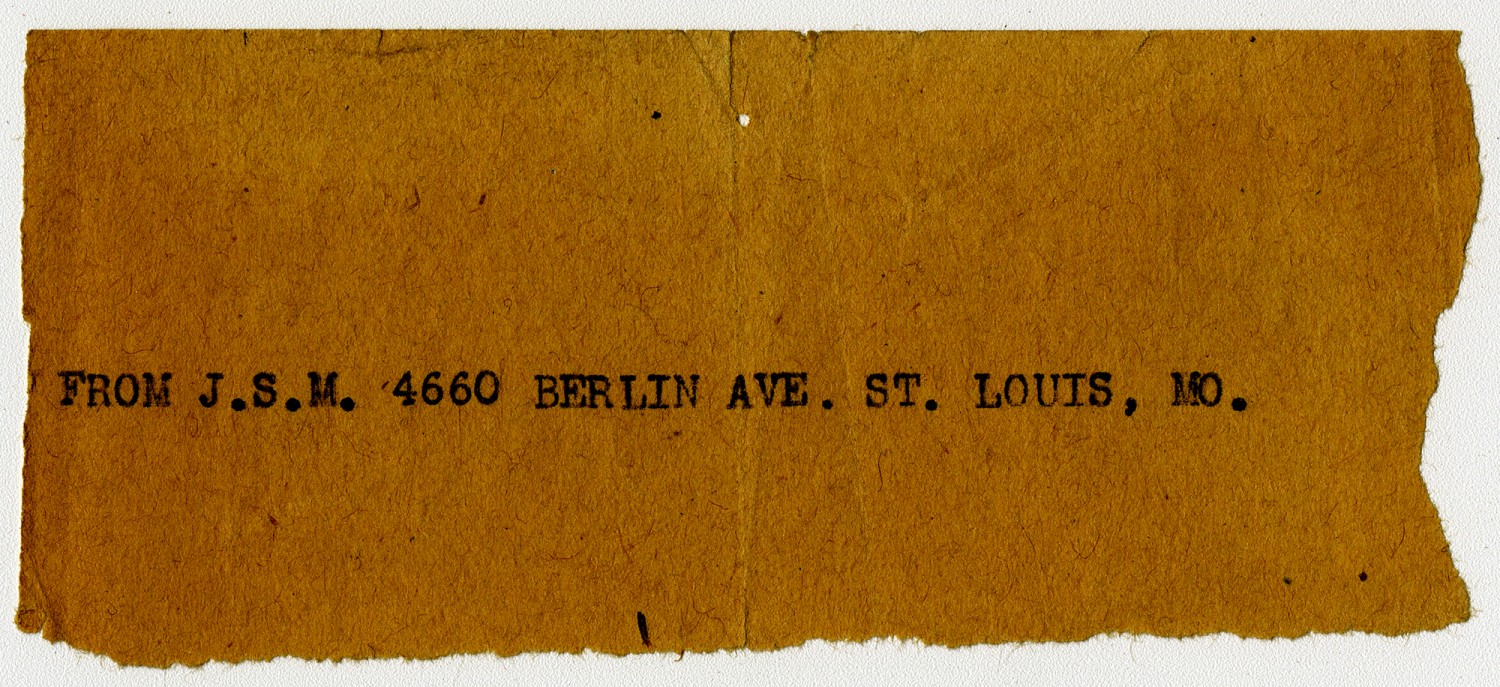 FROM J.S.M. 4660 BERLIN AVE. ST. LOUIS, MO.